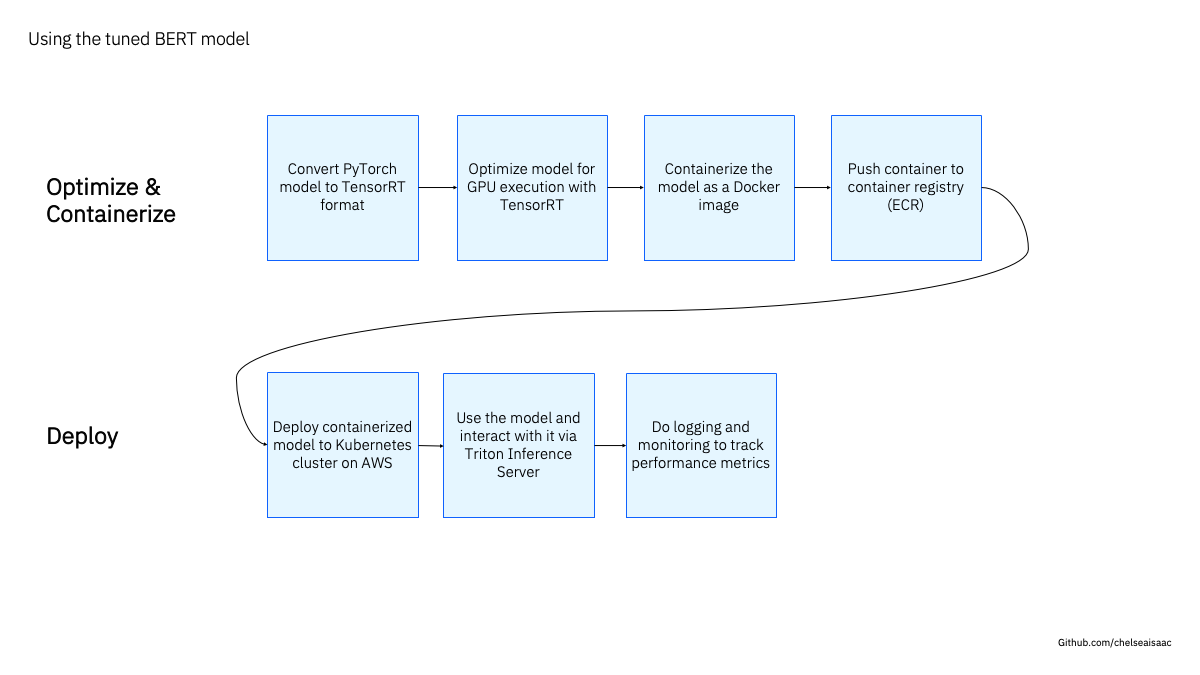 Using the tuned BERT model
Optimize &
Containerize
Convert PyTorch
model to TensorRT
format
Optimize model for
GPU execution with
TensorRT
Containerize the
model as a Docker
image
Push container to
container registry
(ECR)
Deploy
Deploy containerized
model to Kubernetes
cluster on AWS
Use the model and
interact with it via
Triton Inference
Server
Do logging and
monitoring to track
performance metrics
Github.com/chelseaisaac